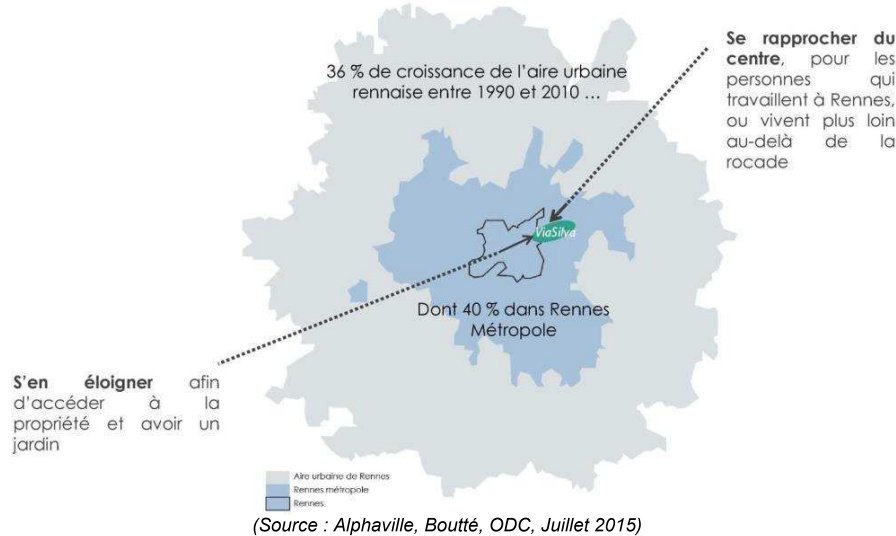 36 % de croissance de l'aire urbaine
rennaise entre 1990 et 2010 ...
Se rapprocher du
centre, pour les
personnes qui
travaillent à Rennes,
ou vivent plus loin
au-delà de la
rocade
ViaSilva
Dont 40 % dans Rennes
Métropole
S'en éloigner afin
d'accéder à la
propriété et avoir un
jardin
Aire urbaine de Rennes
Rennes métropole
Rennes
(Source : Alphaville, Boutté, ODC, Juillet 2015)